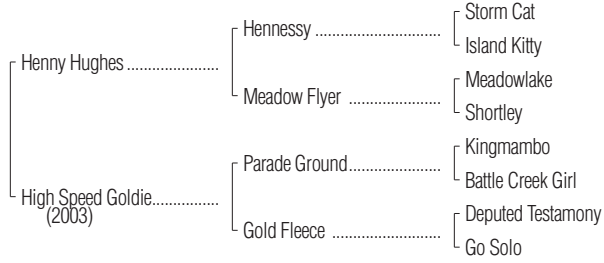 Storm Cat
Hennessy ....................
Island Kitty
Henny Hughes ...............
Meadowlake
Meadow Flyer ...............
Shortley
Kingmambo
Parade Ground...............
Battle Creek Girl
High Speed Goldie...........
(2003)
Deputed Testamony
Gold Fleece ..................
Go Solo